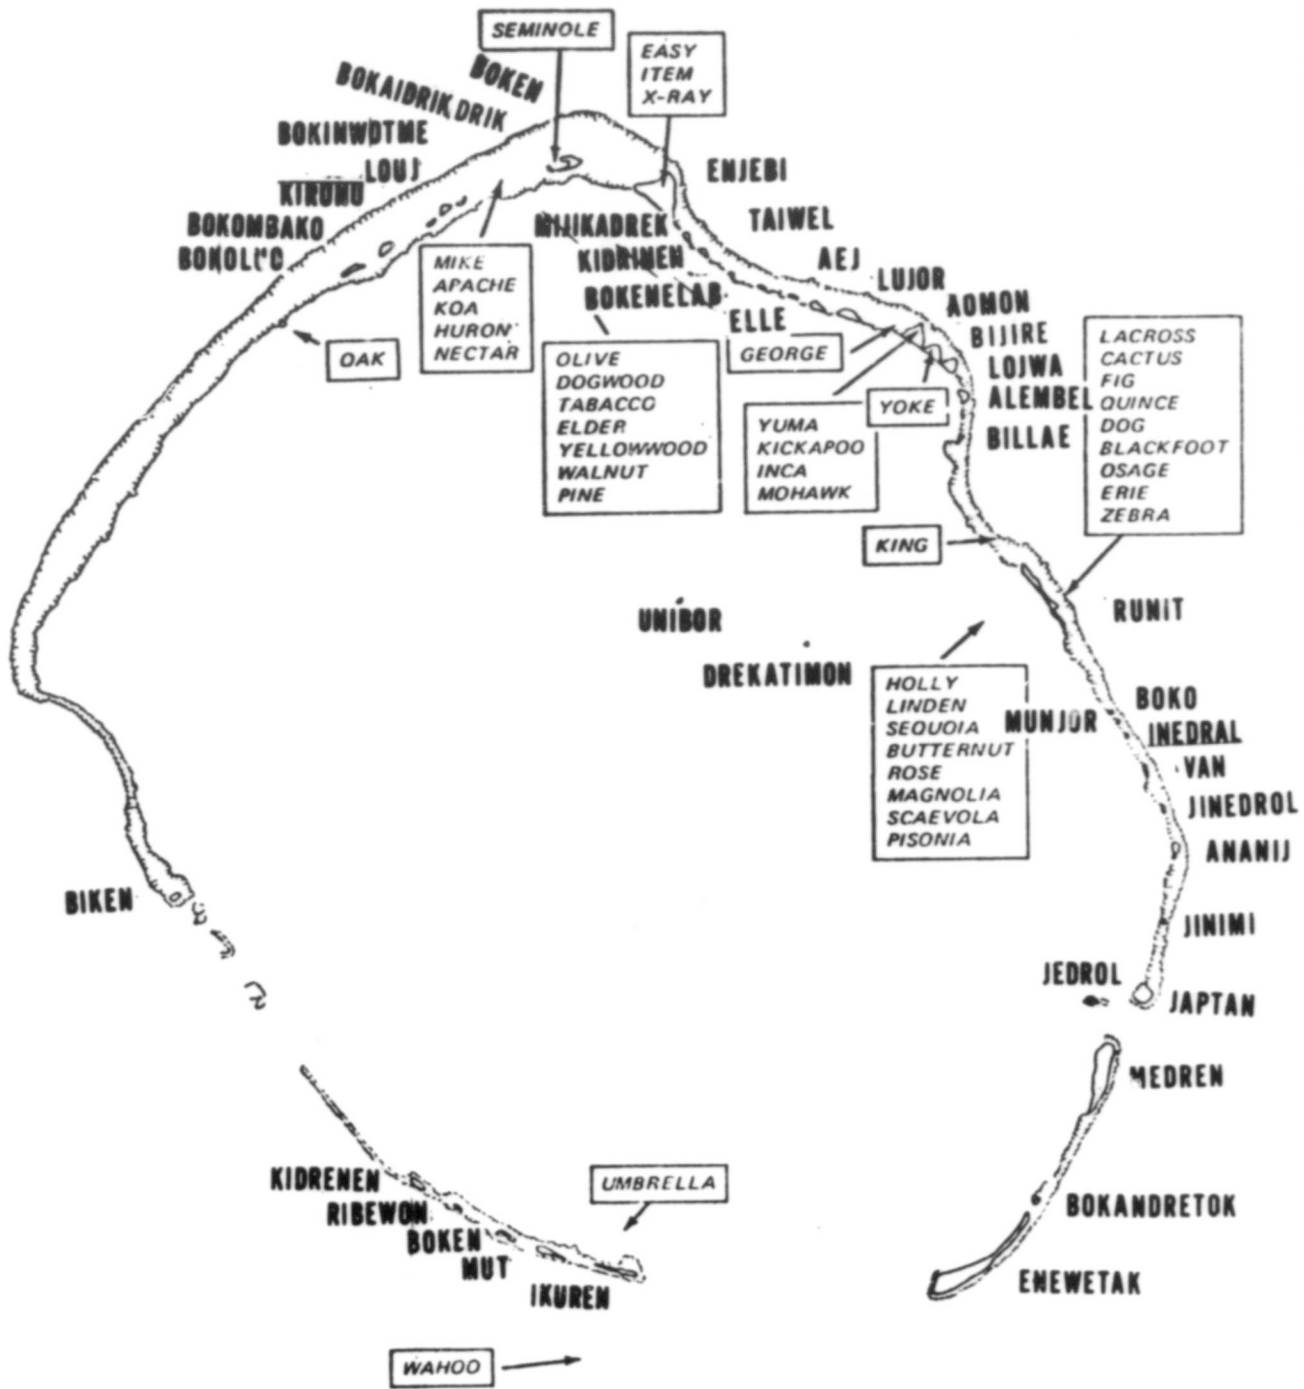 SEMINOLE
EASY
ITEM
X-RAY
BOKEN
BOKAIDRIKDRIK
BOKINWOTME
LOUJ
KIRUNU
BOKOMBAKO
ENJEBI
TAIWEL
AEJ
LUJOR
AOMON
BIJIRE
LOJWA
ALEMBEL
BILLAE
MIJIKADREK
KIDRINEN
BOKENELAB
ELLE
MIKE
APACHE
KOA
HURON
NECTAR
OAK
OLIVE
DOGWOOD
TABACCO
ELDER
YELLOWWOOD
WALNUT
PINE
GEORGE
YOKE
YUMA
KICKAPOO
INCA
MOHAWK
LACROSS
CACTUS
FIG
QUINCE
DOG
BLACKFOOT
OSAGE
ERIE
ZEBRA
KING
RUNIT
UNIBOR
DREKATIMON
HOLLY
LINDEN
SEQUOIA
BUTTERNUT
ROSE
MAGNOLIA
SCAEVOLA
PISONIA
MUNJOR
BOKO
INEDRAL
VAN
JINEDROL
ANANIJ
JINIMI
JEDROL
JAPTAN
MEDREN
BIKEN
KIDRENEN
RIBEWON
BOKEN
MUT
IKUREN
UMBRELLA
BOKANDRETOK
ENEWETAK
WAHOO